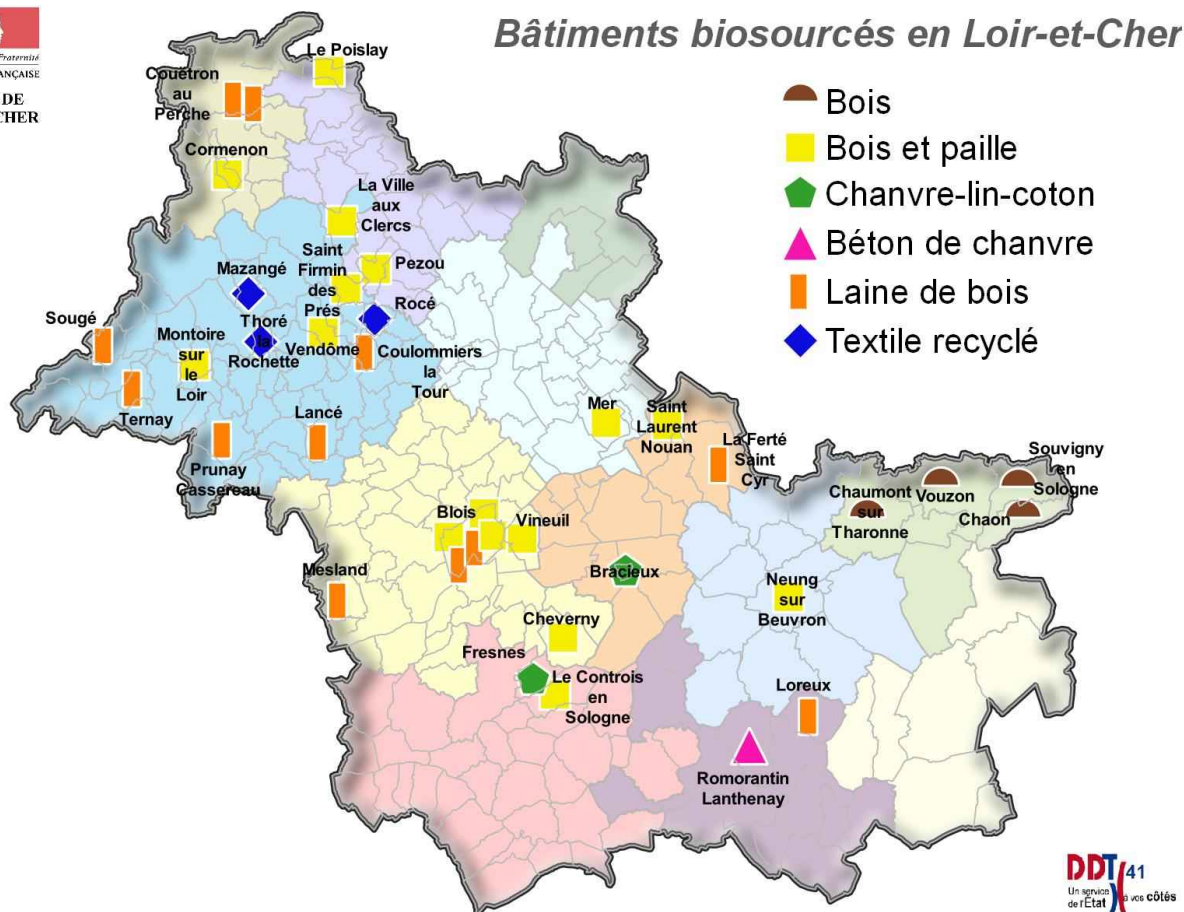 Fraternité
ANÇAISE
DE
CHER
Bâtiments biosourcés en Loir-et-Cher
Bois
Bois et paille
Chanvre-lin-coton
Béton de chanvre
Laine de bois
Textile recyclé
Le Poislay
Couëtron
au
Perche
Cormenon
La Ville
aux
Clercs
Saint
Firmin
des
Prés
Pezou
Mazangé
Rocé
Sougé
Thoré
la
Rochette
Montoire
sur
le
Loir
Vendôme
Coulommiers
la
Tour
Ternay
Lancé
Prunay
Cassereau
Mer
Saint
Laurent
Nouan
La Ferté
Saint
Cyr
Souvigny
en
Sologne
Vouzon
Chaumont
sur
Tharonne
Chaon
Blois
Vineuil
Bracieux
Mesland
Neung
sur
Beuvron
Cheverny
Fresnes
Le Controis
en
Sologne
Loreux
Romorantin
Lanthenay
DDT 41
Un service
de l'État
à vos côtés